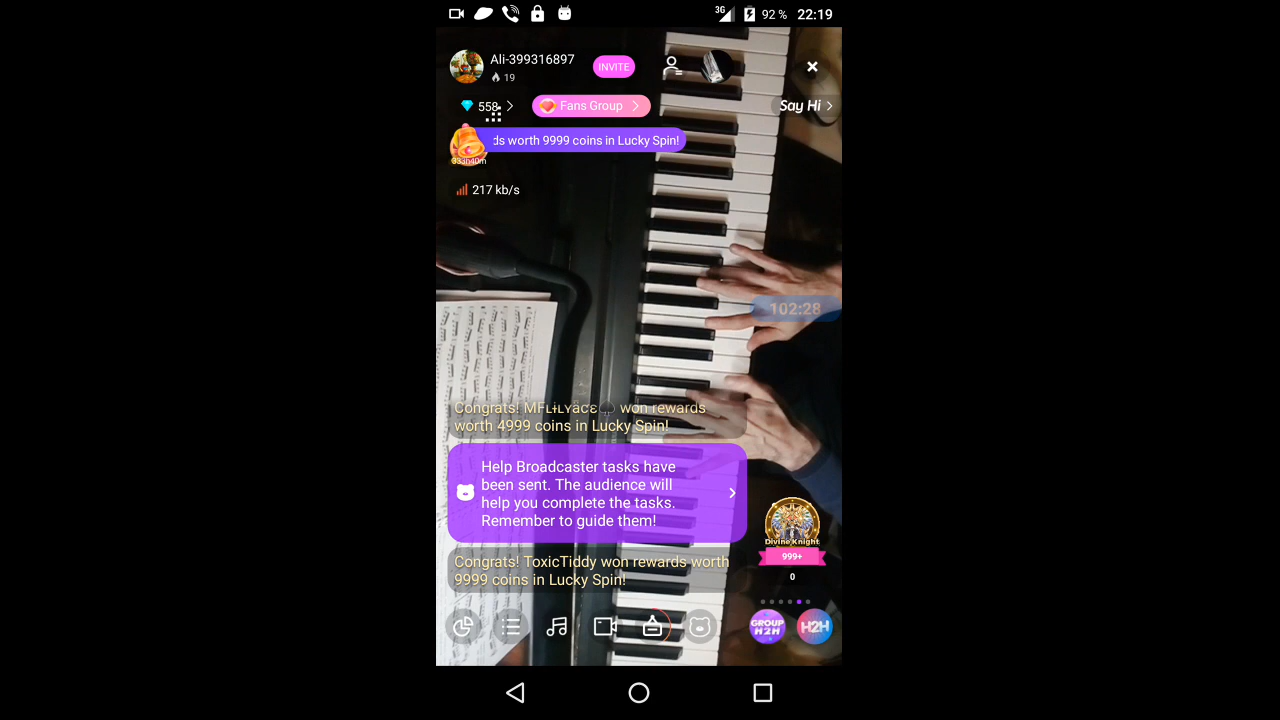 3G 92 % 22:19
Ali-399316897
19
INVITE
558
Fans Group
Say Hi
ds worth 9999 coins in Lucky Spin!
333h40m
217 kb/s
102:28
Congrats! MFʟɨʟʏäcɛ won rewards
worth 4999 coins in Lucky Spin!
Help Broadcaster tasks have
been sent. The audience will
help you complete the tasks.
Remember to guide them!
Divine Knight
999+
0
Congrats! ToxicTiddy won rewards worth
9999 coins in Lucky Spin!
GROUP
H2H
H2H